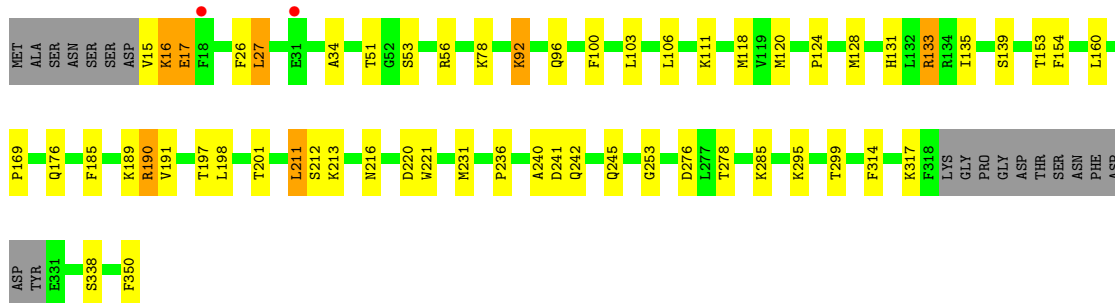 MET ALA SER ASN SER SER ASP V15 K16 E17 F18 F26 L27 E31 A34 T51 G52 S53 R56 K78 K92 Q96 F100 L103 L106 K111 M118 V119 M120 P124 M128 H131 L132 R133 R134 I135 S139 T153 F154 L160
P169 Q176 F185 K189 R190 V191 T197 L198 T201 L211 S212 K213 N216 D220 W221 M231 P236 A240 D241 Q242 Q245 G253 D276 L277 T278 K285 K295 T299 F314 K317 F318 LYS GLY PRO GLY ASP ASP THR SER ASN PHE ASP
ASP TYR E331 S338 F350